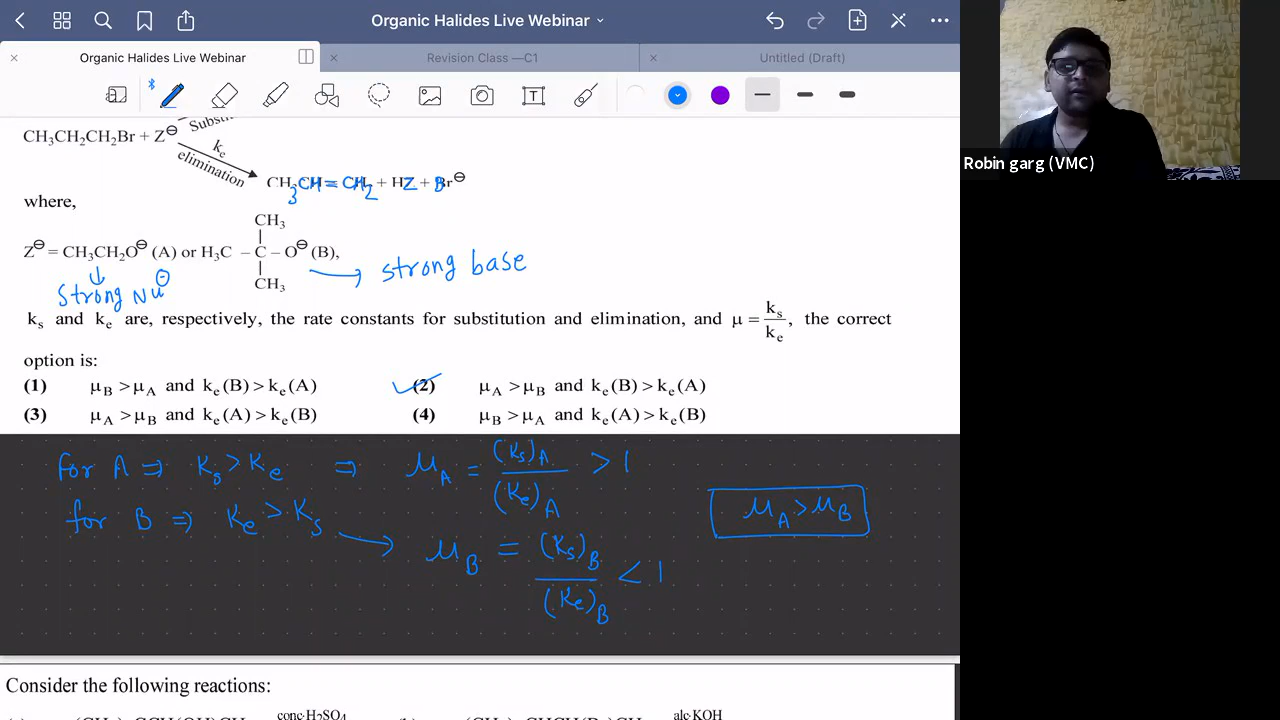 Organic Halides Live Webinar
Organic Halides Live Webinar
Revision Class —C1
Untitled (Draft)
T
Robin garg (VMC)
CH₃CH₂CH₂Br + Z⊖
kₑ
elimination
CH₃CH=CH₂ + HZ + Br⊖
where,
CH₃
Z⊖ = CH₃CH₂O⊖ (A) or H₃C – C – O⊖ (B),
CH₃
strong base
Strong Nu⊖
kₛ and kₑ are, respectively, the rate constants for substitution and elimination, and μ = kₛ/kₑ, the correct
option is:
(1) μB > μA and kₑ(B) > kₑ(A) (2) μA > μB and kₑ(B) > kₑ(A)
(3) μA > μB and kₑ(A) > kₑ(B) (4) μB > μA and kₑ(A) > kₑ(B)
for A ⇒ Kₛ > Kₑ ⇒ μA = (Kₛ)A/(Kₑ)A > 1
for B ⇒ Kₑ > Kₛ → μB = (Kₛ)B/(Kₑ)B < 1
μA > μB
Consider the following reactions:
conc·H₂SO₄
alc·KOH